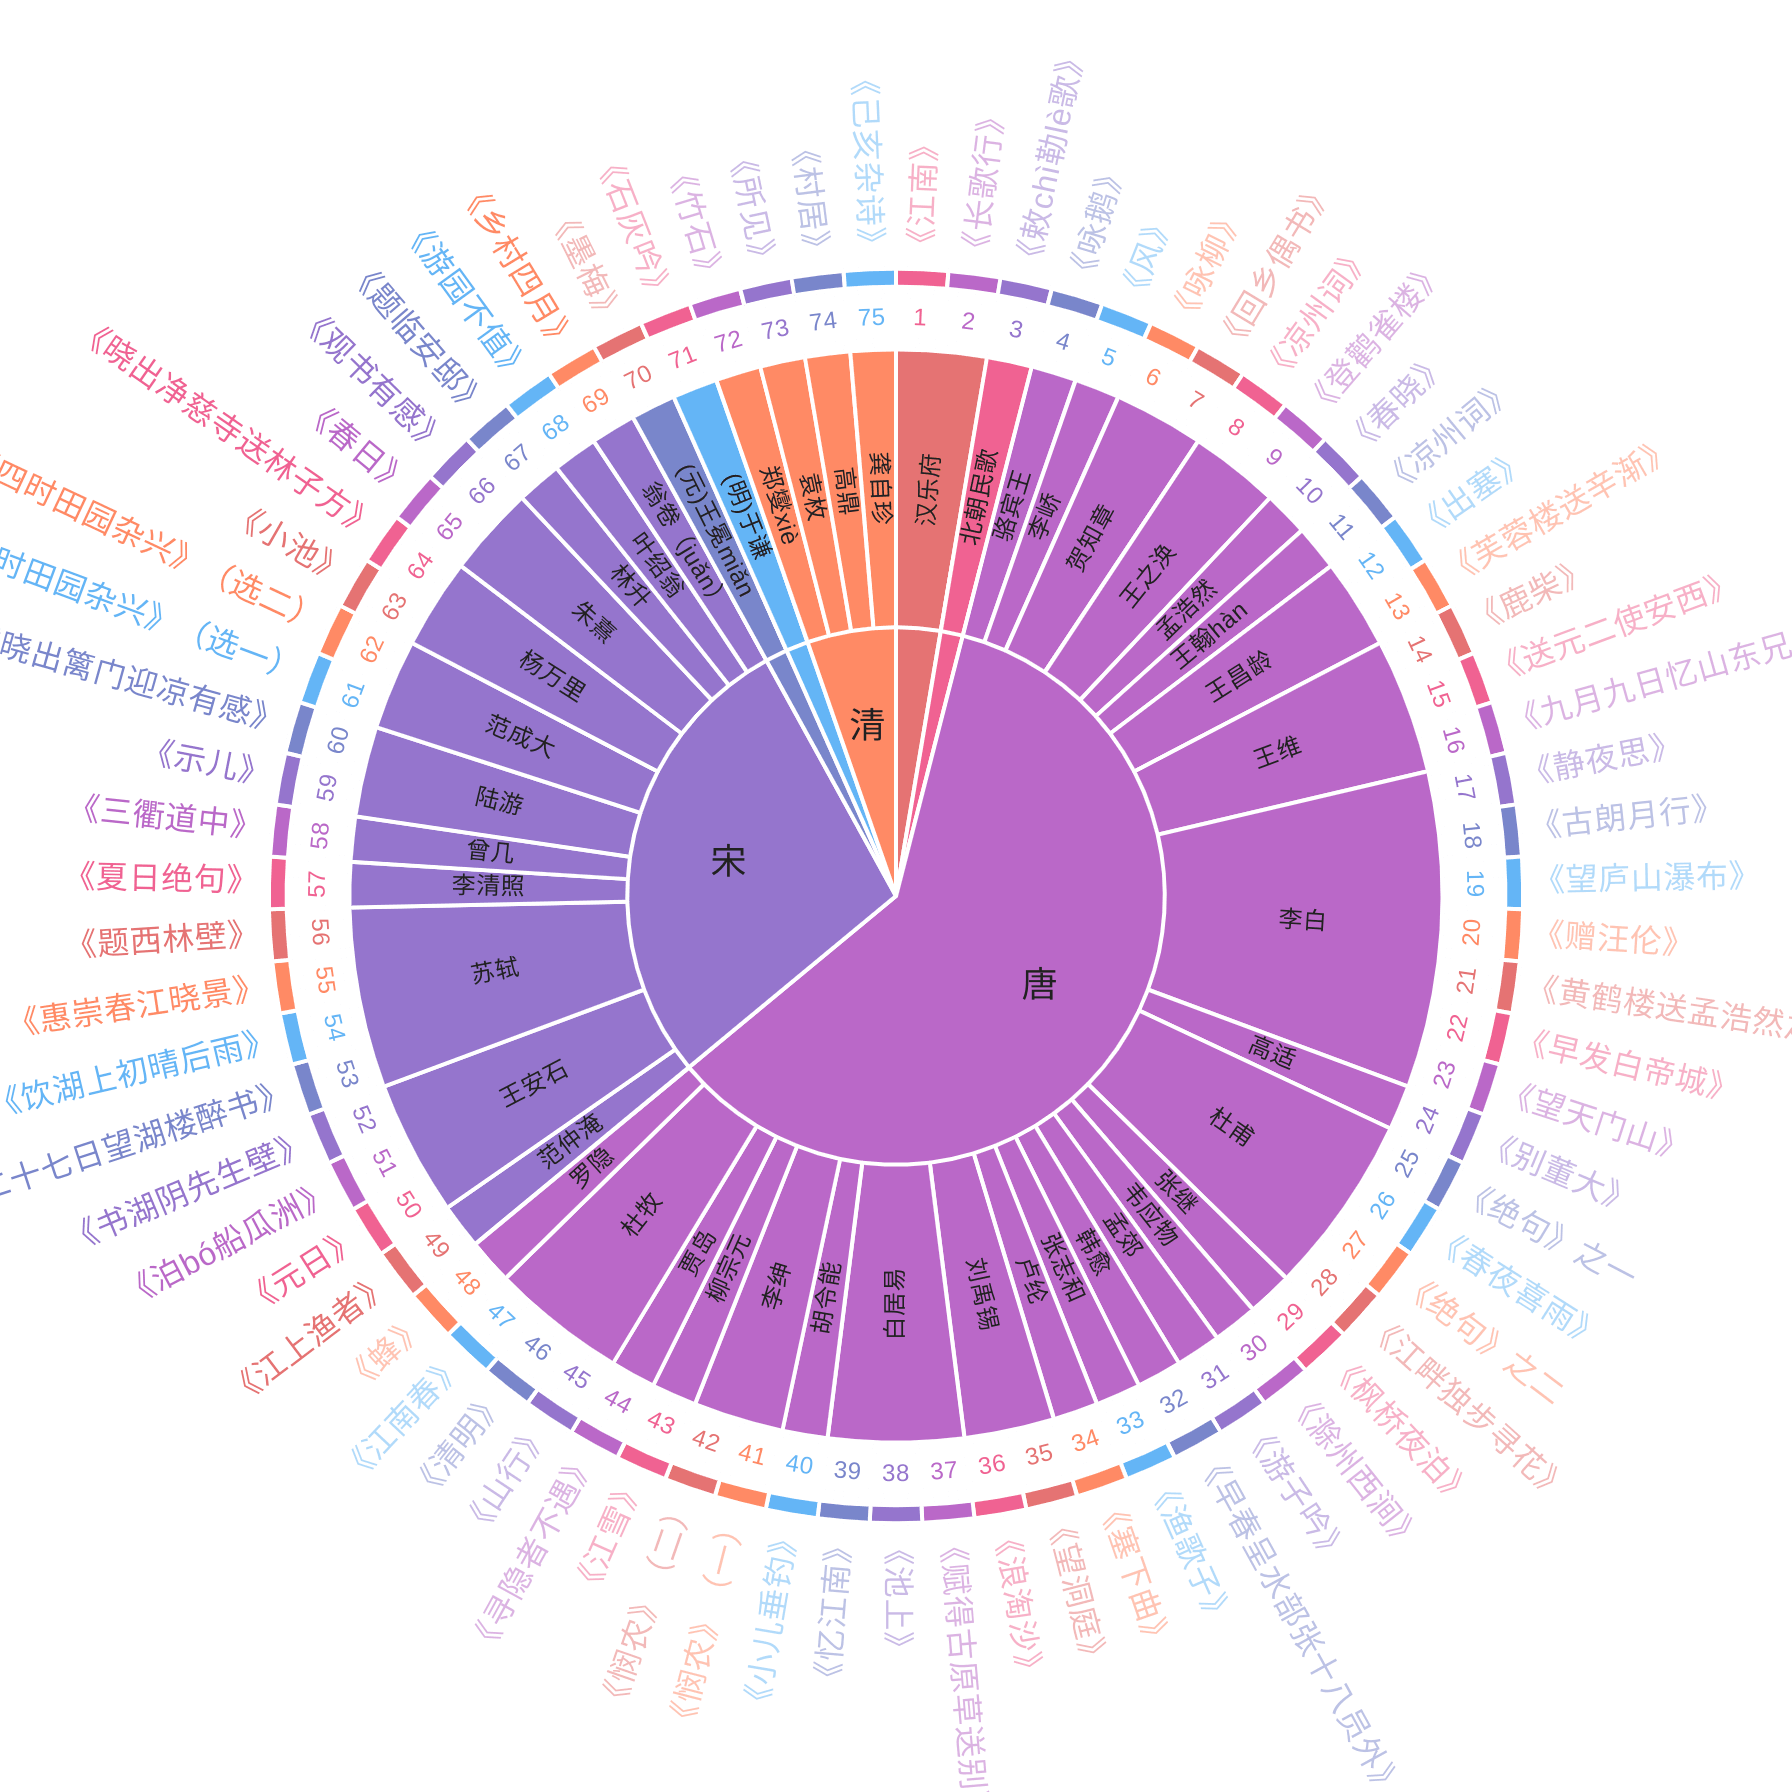 唐
宋
清
汉乐府
北朝民歌
骆宾王
李峤
贺知章
王之涣
孟浩然
王翰hàn
王昌龄
王维
李白
高适
杜甫
张继
韦应物
孟郊
韩愈
张志和
卢纶
刘禹锡
白居易
胡令能
李绅
柳宗元
贾岛
杜牧
罗隐
范仲淹
王安石
苏轼
李清照
曾几
陆游
范成大
杨万里
朱熹
林升
叶绍翁
翁卷（juǎn）
(元)王冕miǎn
(明)于谦
郑燮xiè
袁枚
高鼎
龚自珍
1 《江南》
2 《长歌行》
3 《敕chì勒lè歌》
4 《咏鹅》
5 《风》
6 《咏柳》
7 《回乡偶书》
8 《凉州词》
9 《登鹳雀楼》
10 《春晓》
11 《凉州词》
12 《出塞》
13 《芙蓉楼送辛渐》
14 《鹿柴》
15 《送元二使安西》
16 《九月九日忆山东兄
17 《静夜思》
18 《古朗月行》
19 《望庐山瀑布》
20 《赠汪伦》
21 《黄鹤楼送孟浩然
22 《早发白帝城》
23 《望天门山》
24 《别董大》
25 《绝句》之一
26 《春夜喜雨》
27 《绝句》之二
28 《江畔独步寻花》
29 《枫桥夜泊》
30 《滁州西涧》
31 《游子吟》
32 《早春呈水部张十八员外》
33 《渔歌子》
34 《塞下曲》
35 《望洞庭》
36 《浪淘沙》
37 《赋得古原草送别
38 《池上》
39 《忆江南》
40 《小儿垂钓》
41 《悯农》（一）
42 《悯农》（二）
43 《江雪》
44 《寻隐者不遇》
45 《山行》
46 《清明》
47 《江南春》
48 《蜂》
49 《江上渔者》
50 《元日》
51 《泊bó船瓜洲》
52 《书湖阴先生壁》
53 二十七日望湖楼醉书》
54 《饮湖上初晴后雨》
55 《惠崇春江晓景》
56 《题西林壁》
57 《夏日绝句》
58 《三衢道中》
59 《示儿》
60 晓出篱门迎凉有感》
61 时田园杂兴》（选一）
62 四时田园杂兴》（选二）
63 《小池》
64 《晓出净慈寺送林子方》
65 《春日》
66 《观书有感》
67 《题临安邸》
68 《游园不值》
69 《乡村四月》
70 《墨梅》
71 《石灰吟》
72 《竹石》
73 《所见》
74 《村居》
75 《己亥杂诗》